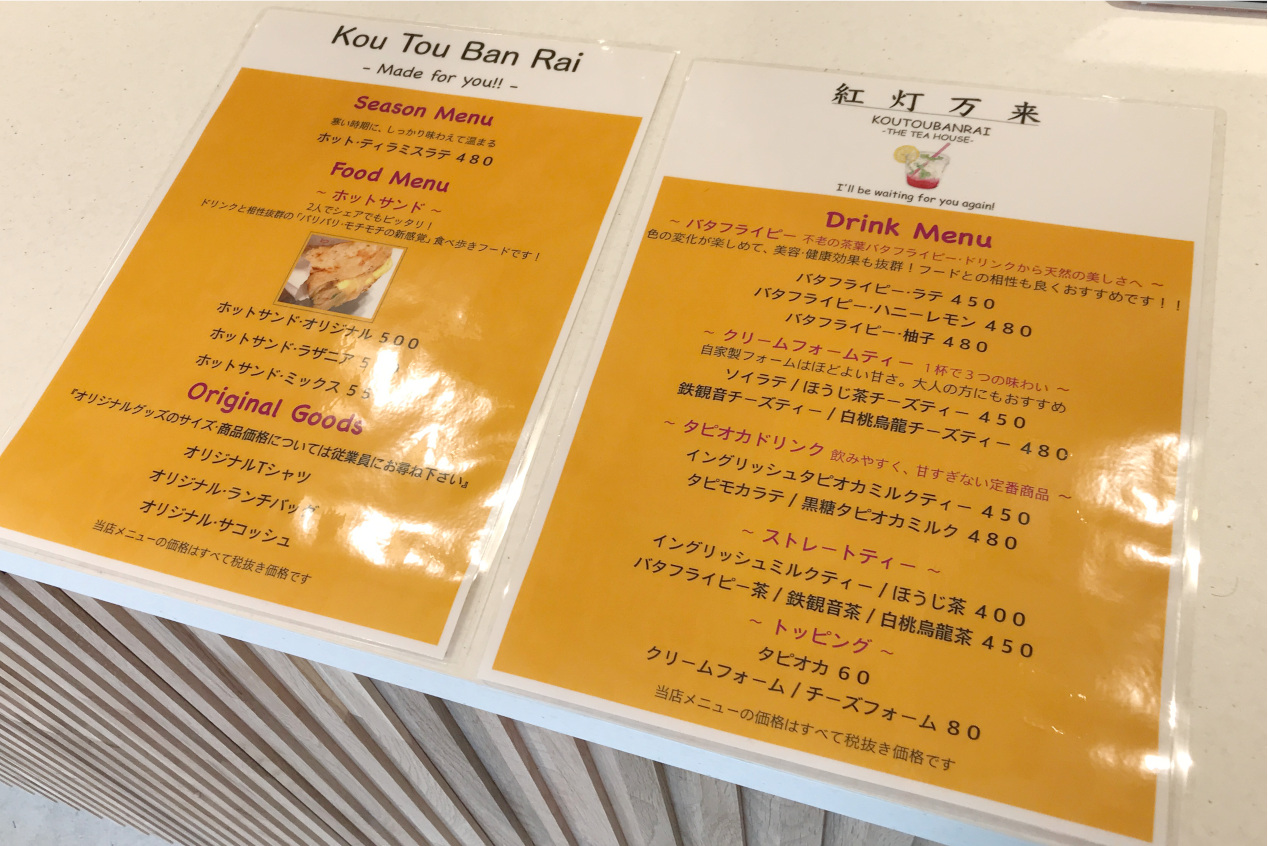 Kou Tou Ban Rai
- Made for you!! -
Season Menu
寒い時期に、しっかり味わえて温まる
ホット・ティラミスラテ 480
Food Menu
~ ホットサンド ~
2人でシェアでもピッタリ！
ドリンクと相性抜群の「パリパリ・モチモチの新感覚」食べ歩きフードです！
ホットサンド・オリジナル 500
ホットサンド・ラザニア
ホットサンド・ミックス
Original Goods
『オリジナルグッズのサイズ・商品価格については従業員にお尋ね下さい』
オリジナルTシャツ
オリジナル・ランチバッグ
オリジナル・サコッシュ
当店メニューの価格はすべて税抜き価格です
紅灯万来
KOUTOUBANRAI
-THE TEA HOUSE-
I'll be waiting for you again!
Drink Menu
~ バタフライピー 不老の茶葉バタフライピー・ドリンクから天然の美しさへ ~
色の変化が楽しめて、美容・健康効果も抜群！フードとの相性も良くおすすめです！！
バタフライピー・ラテ 450
バタフライピー・ハニーレモン 480
バタフライピー・柚子 480
~ クリームフォームティー 1杯で3つの味わい ~
自家製フォームはほどよい甘さ。大人の方にもおすすめ
ソイラテ / ほうじ茶チーズティー 450
鉄観音チーズティー / 白桃烏龍チーズティー 480
~ タピオカドリンク 飲みやすく、甘すぎない定番商品 ~
イングリッシュタピオカミルクティー 450
タピモカラテ / 黒糖タピオカミルク 480
~ ストレートティー ~
イングリッシュミルクティー / ほうじ茶 400
バタフライピー茶 / 鉄観音茶 / 白桃烏龍茶 450
~ トッピング ~
タピオカ 60
クリームフォーム / チーズフォーム 80
当店メニューの価格はすべて税抜き価格です